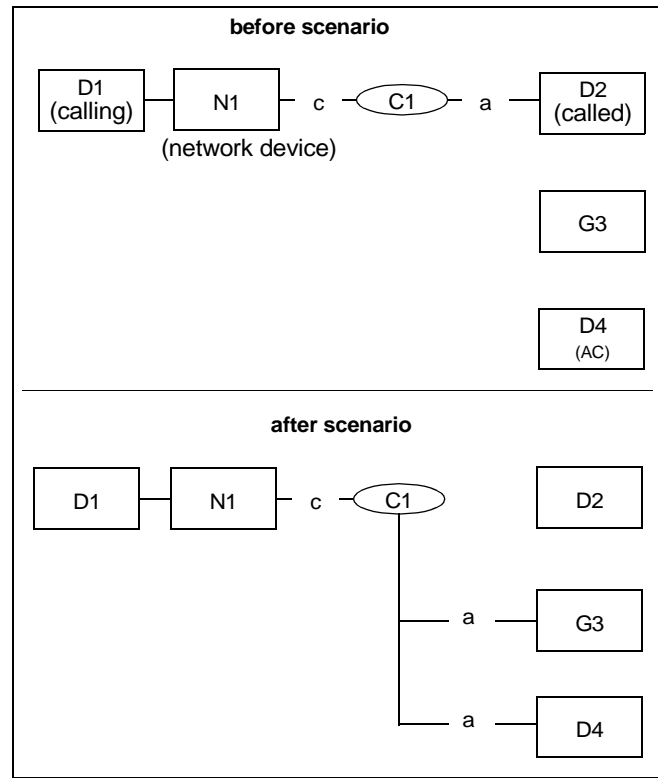 before scenario
D1
(calling)
N1
c
C1
a
D2
(called)
(network device)
G3
D4
(AC)
after scenario
D1
N1
c
C1
D2
a
G3
a
D4